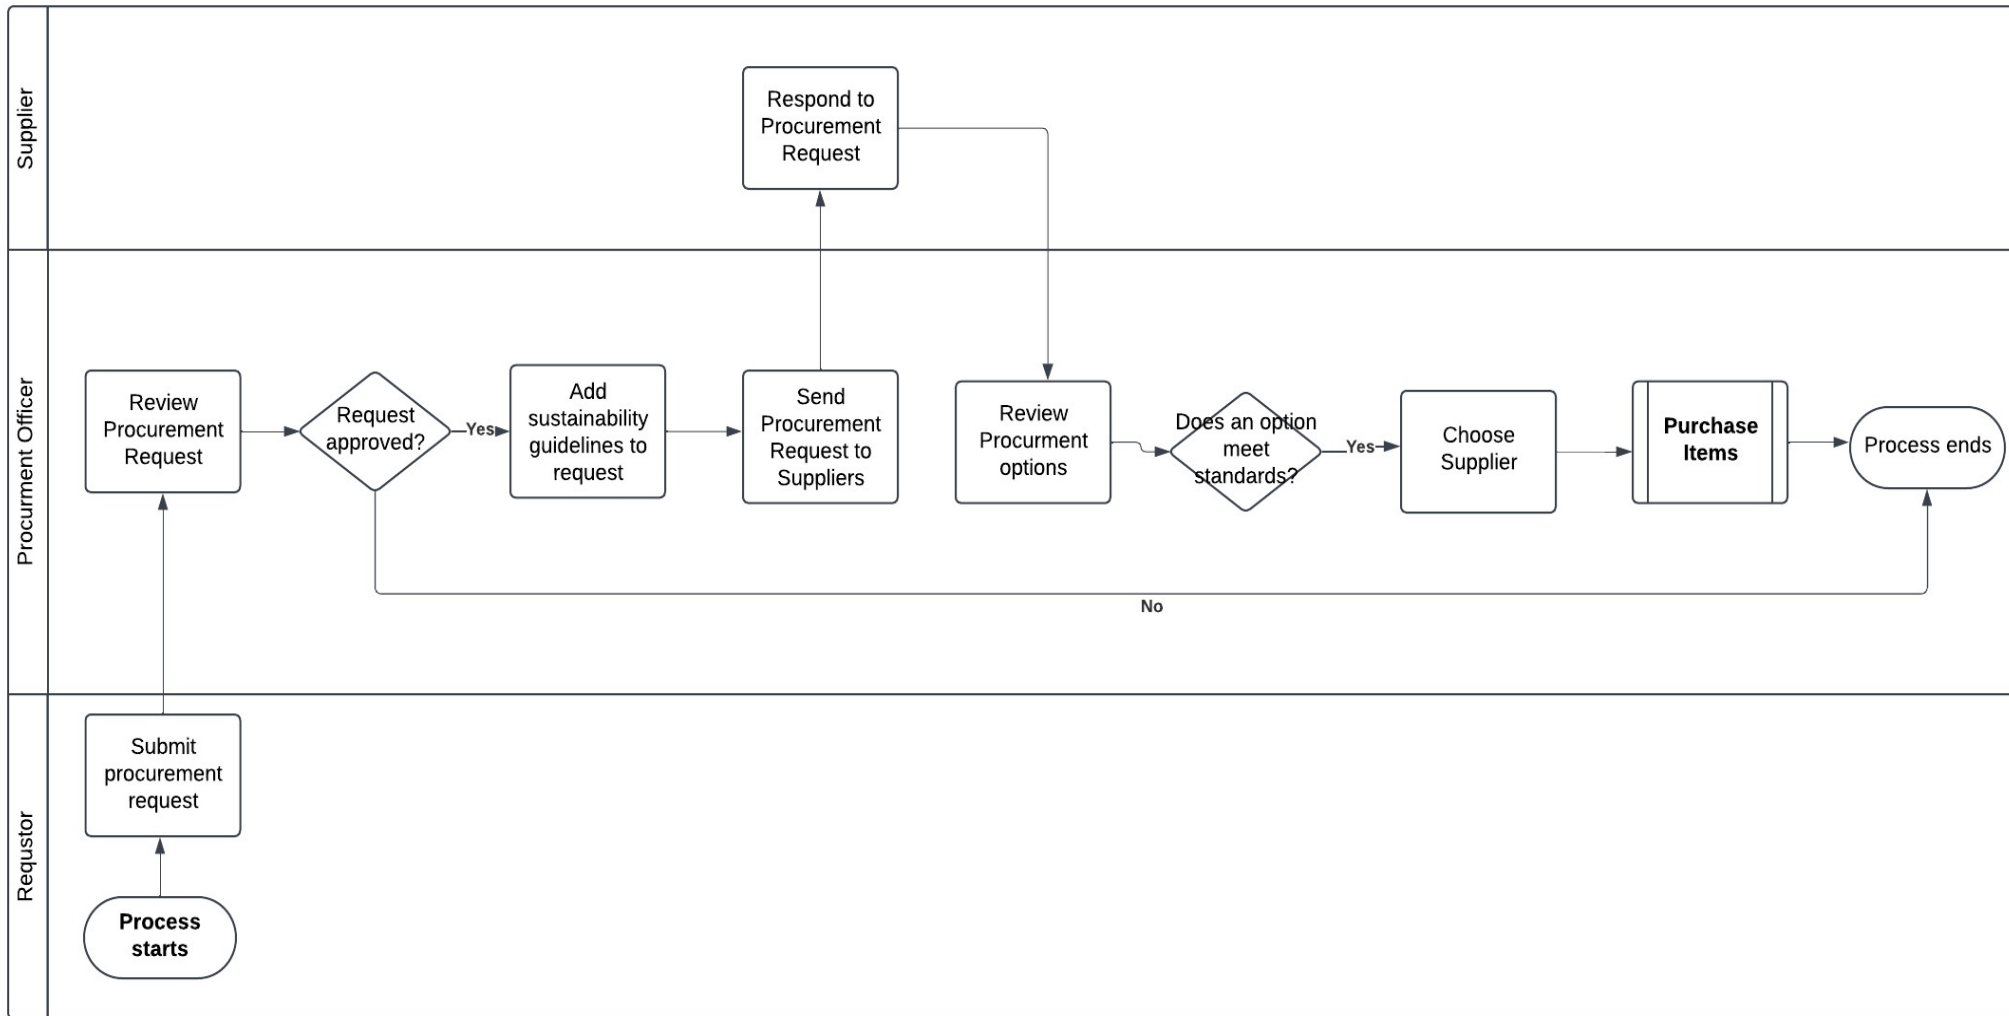 Supplier
Respond to
Procurement
Request
Procurment Officer
Review
Procurement
Request
Request
approved?
Yes
Add
sustainability
guidelines to
request
Send
Procurement
Request to
Suppliers
Review
Procurment
options
Does an option
meet
standards?
Yes
Choose
Supplier
Purchase
Items
Process ends
No
Requstor
Submit
procurement
request
Process
starts